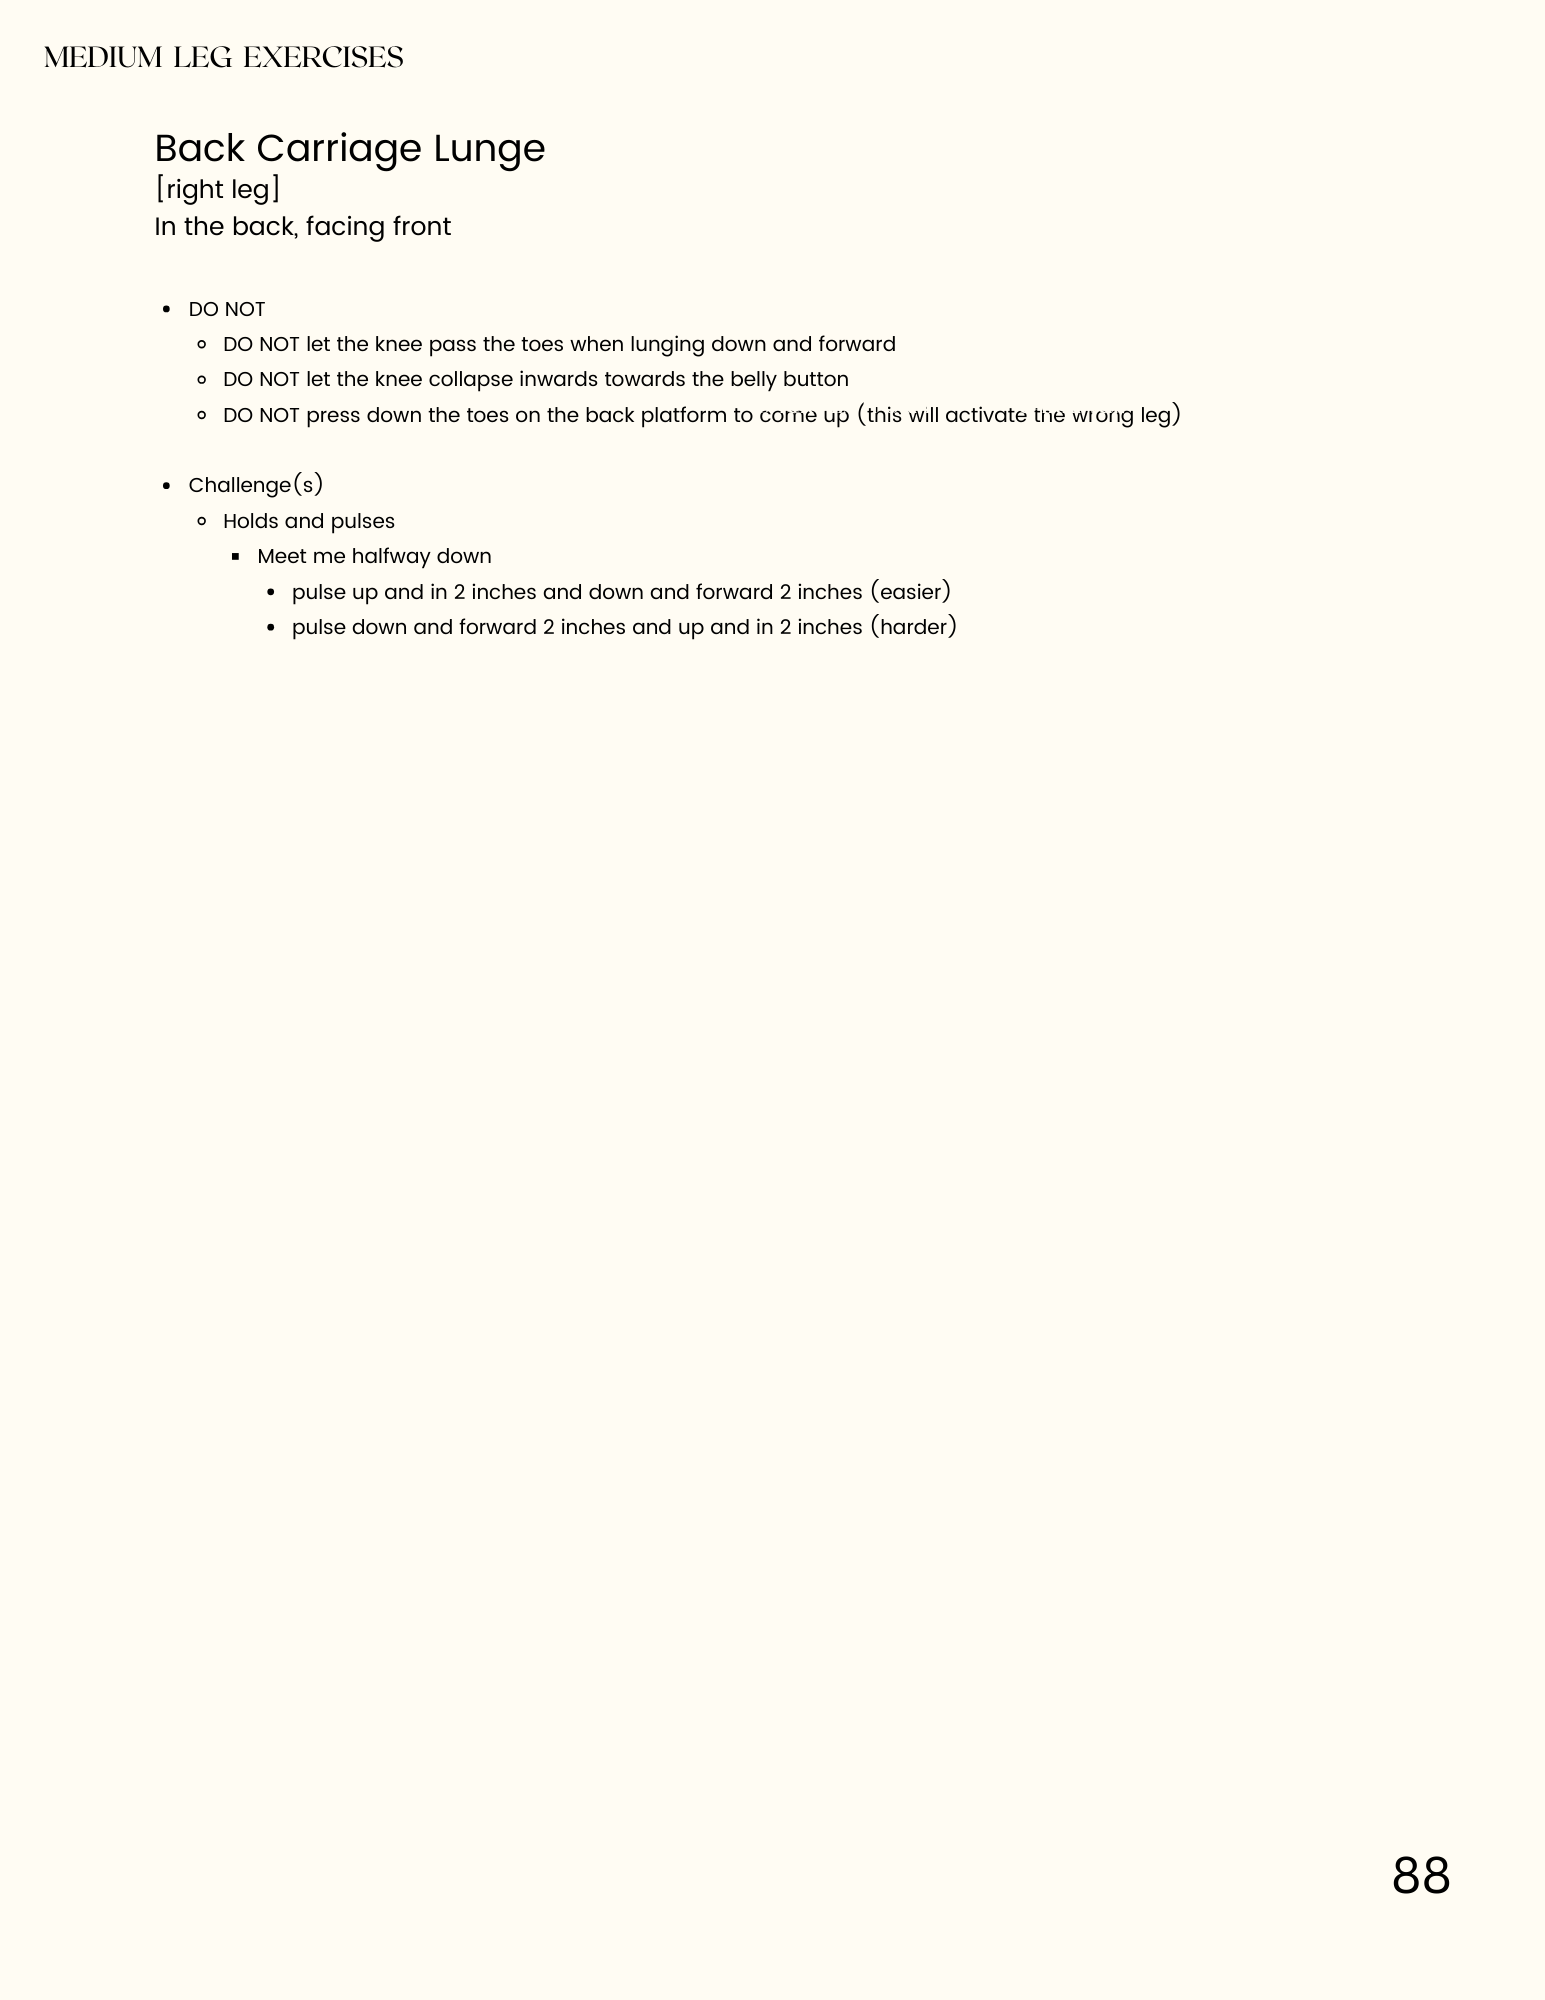 MEDIUM LEG EXERCISES
Back Carriage Lunge
[right leg]
In the back, facing front
• DO NOT
◦ DO NOT let the knee pass the toes when lunging down and forward
◦ DO NOT let the knee collapse inwards towards the belly button
◦ DO NOT press down the toes on the back platform to come up (this will activate the wrong leg)
• Challenge(s)
◦ Holds and pulses
▪ Meet me halfway down
• pulse up and in 2 inches and down and forward 2 inches (easier)
• pulse down and forward 2 inches and up and in 2 inches (harder)
88